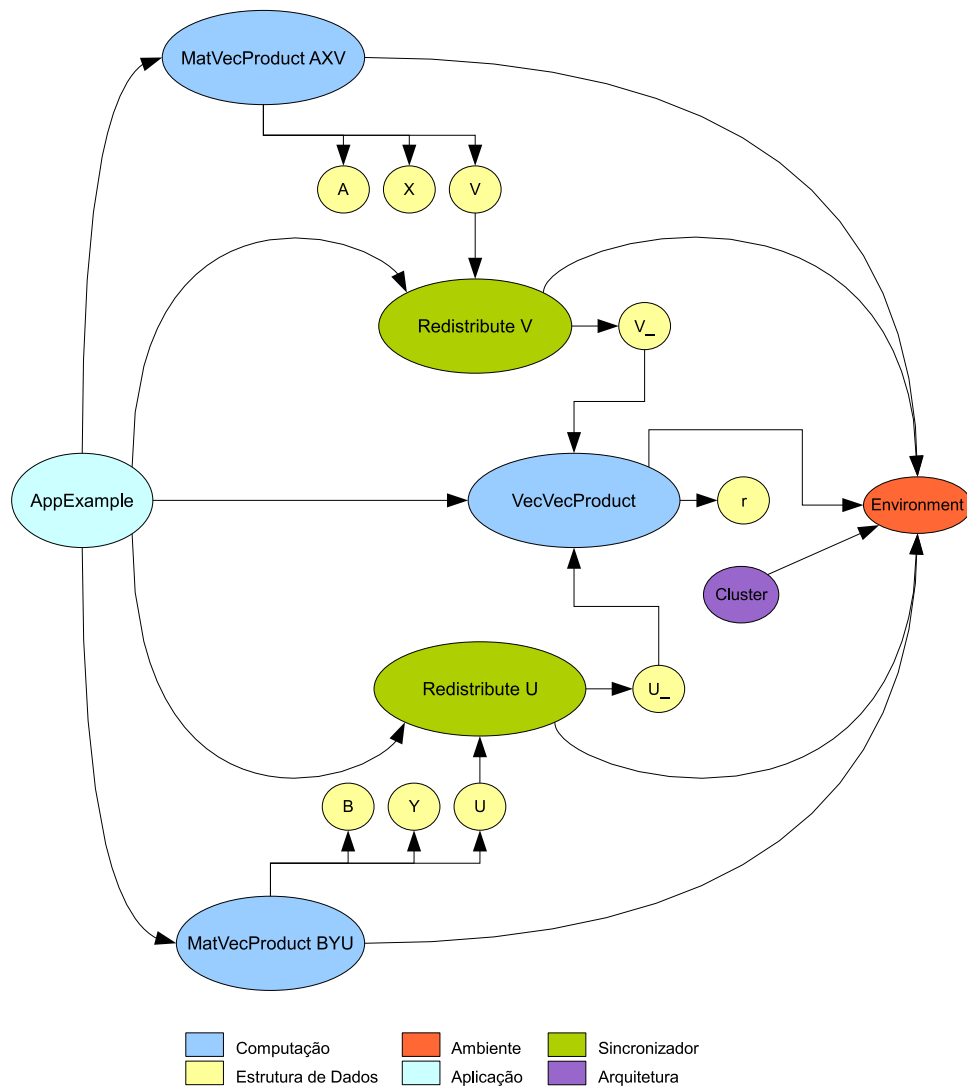 MatVecProduct AXV
A
X
V
Redistribute V
V_
AppExample
VecVecProduct
r
Environment
Cluster
Redistribute U
U_
B
Y
U
MatVecProduct BYU
Computação
Ambiente
Sincronizador
Estrutura de Dados
Aplicação
Arquitetura